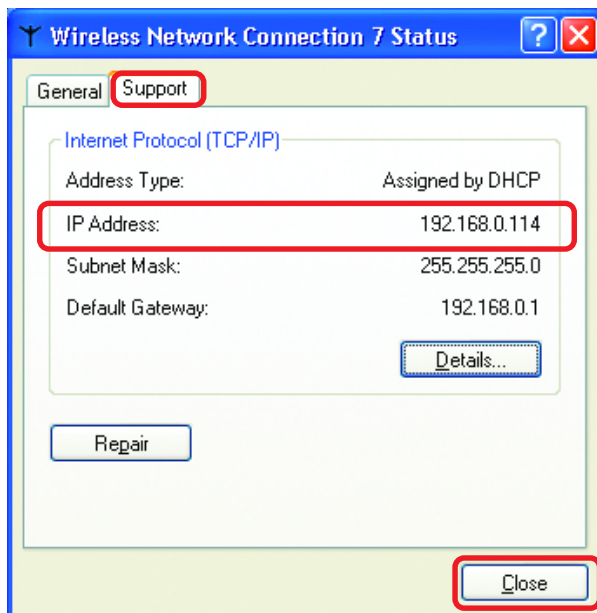 Wireless Network Connection 7 Status
?
General Support
Internet Protocol (TCP/IP)
Address Type: Assigned by DHCP
IP Address: 192.168.0.114
Subnet Mask: 255.255.255.0
Default Gateway: 192.168.0.1
Details...
Repair
Close